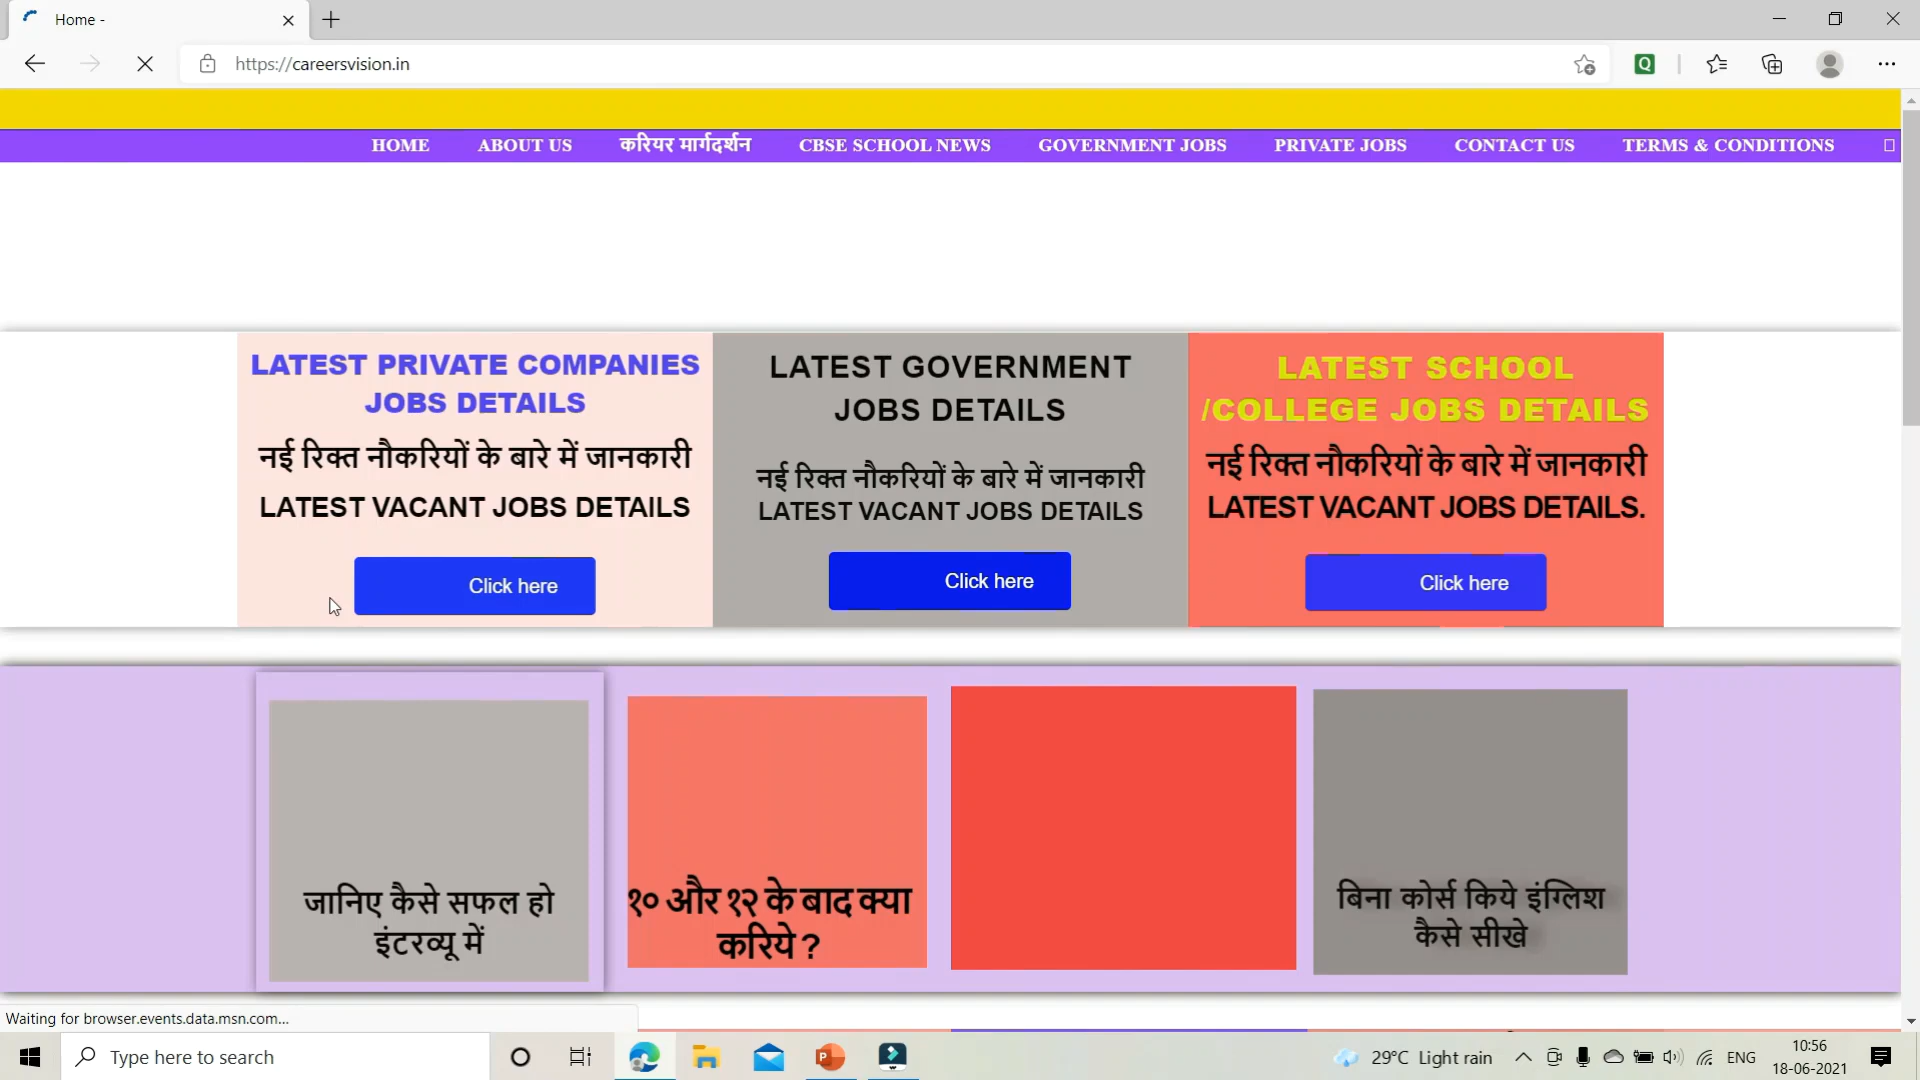 Home -
https://careersvision.in
HOME ABOUT US करियर मार्गदर्शन CBSE SCHOOL NEWS GOVERNMENT JOBS PRIVATE JOBS CONTACT US TERMS & CONDITIONS
LATEST PRIVATE COMPANIES
JOBS DETAILS
नई रिक्त नौकरियों के बारे में जानकारी
LATEST VACANT JOBS DETAILS
Click here
LATEST GOVERNMENT
JOBS DETAILS
नई रिक्त नौकरियों के बारे में जानकारी
LATEST VACANT JOBS DETAILS
Click here
LATEST SCHOOL
/COLLEGE JOBS DETAILS
नई रिक्त नौकरियों के बारे में जानकारी
LATEST VACANT JOBS DETAILS.
Click here
जानिए कैसे सफल हो
इंटरव्यू में
१० और १२ के बाद क्या
करिये ?
बिना कोर्स किये इंग्लिश
कैसे सीखे
Waiting for browser.events.data.msn.com...
Type here to search
29°C Light rain
ENG
10:56
18-06-2021